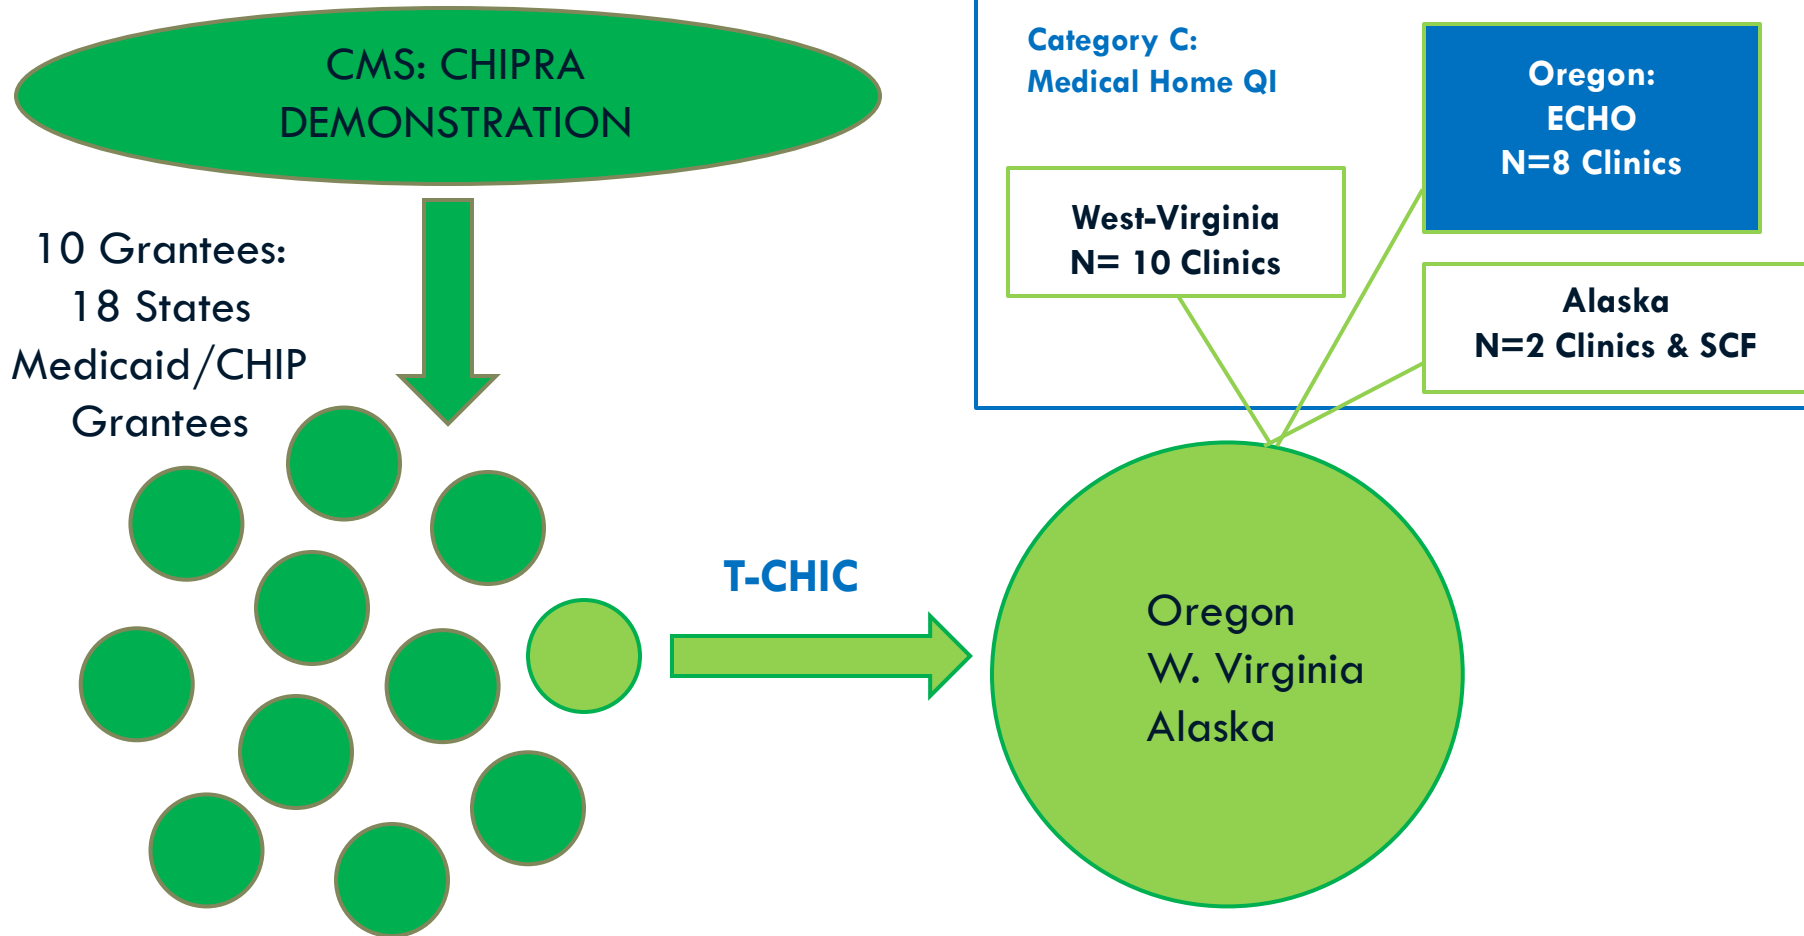 CMS: CHIPRA
DEMONSTRATION
10 Grantees:
18 States
Medicaid/CHIP
Grantees
T-CHIC
Oregon
W. Virginia
Alaska
Category C:
Medical Home QI
West-Virginia
N= 10 Clinics
Oregon:
ECHO
N=8 Clinics
Alaska
N=2 Clinics & SCF